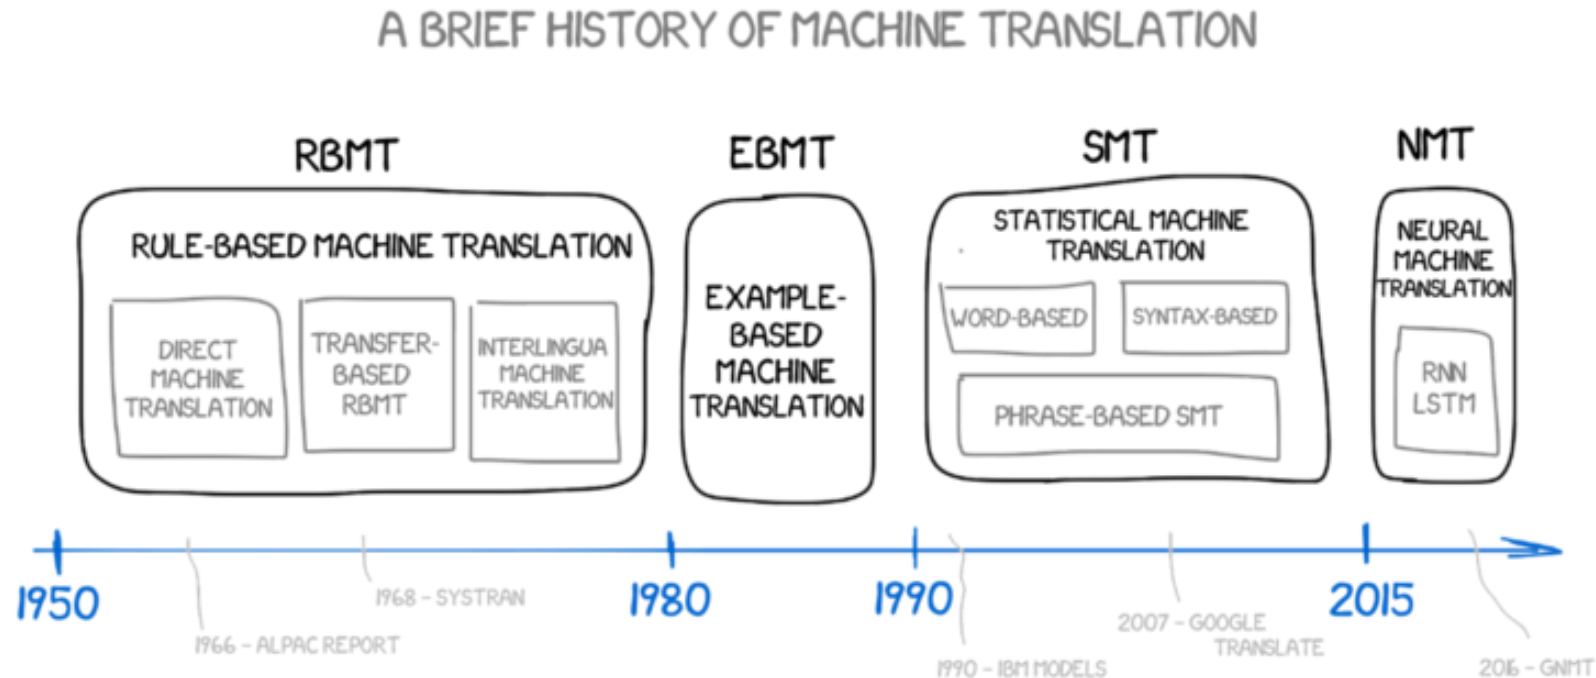 A BRIEF HISTORY OF MACHINE TRANSLATION
RBMT
RULE-BASED MACHINE TRANSLATION
DIRECT
MACHINE
TRANSLATION
TRANSFER-
BASED
RBMT
INTERLINGUA
MACHINE
TRANSLATION
EBMT
EXAMPLE-
BASED
MACHINE
TRANSLATION
SMT
STATISTICAL MACHINE
TRANSLATION
WORD-BASED
SYNTAX-BASED
PHRASE-BASED SMT
NMT
NEURAL
MACHINE
TRANSLATION
RNN
LSTM
1950
1980
1990
2015
1966 - ALPAC REPORT
1968 - SYSTRAN
1990 - IBM MODELS
2007 - GOOGLE
TRANSLATE
2016 - GNMT